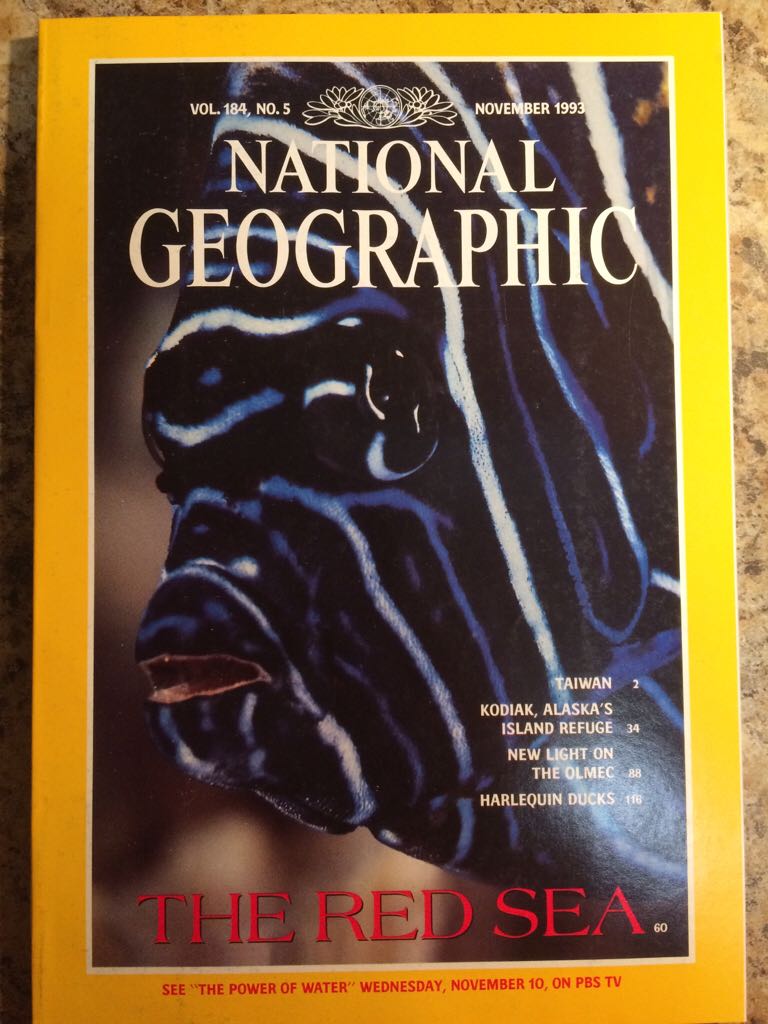 VOL. 184, NO. 5 NOVEMBER 1993
NATIONAL
GEOGRAPHIC
TAIWAN 2
KODIAK, ALASKA'S
ISLAND REFUGE 34
NEW LIGHT ON
THE OLMEC 88
HARLEQUIN DUCKS 116
THE RED SEA 60
SEE "THE POWER OF WATER" WEDNESDAY, NOVEMBER 10, ON PBS TV